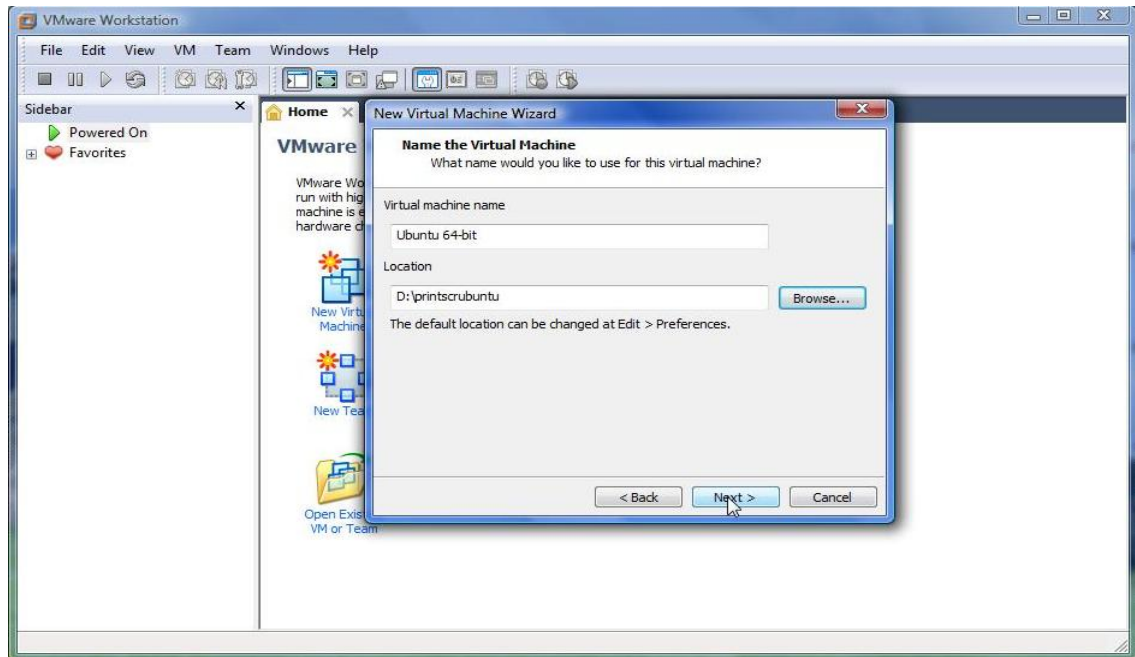 VMware Workstation
File Edit View VM Team Windows Help
Sidebar
Powered On
Favorites
Home
VMware
VMware Wo
run with hig
machine is e
hardware ch
New Virtu
Machine
New Tea
Open Exis
VM or Team
New Virtual Machine Wizard
Name the Virtual Machine
What name would you like to use for this virtual machine?
Virtual machine name
Ubuntu 64-bit
Location
D:\printscrubuntu
Browse...
The default location can be changed at Edit > Preferences.
< Back Next > Cancel